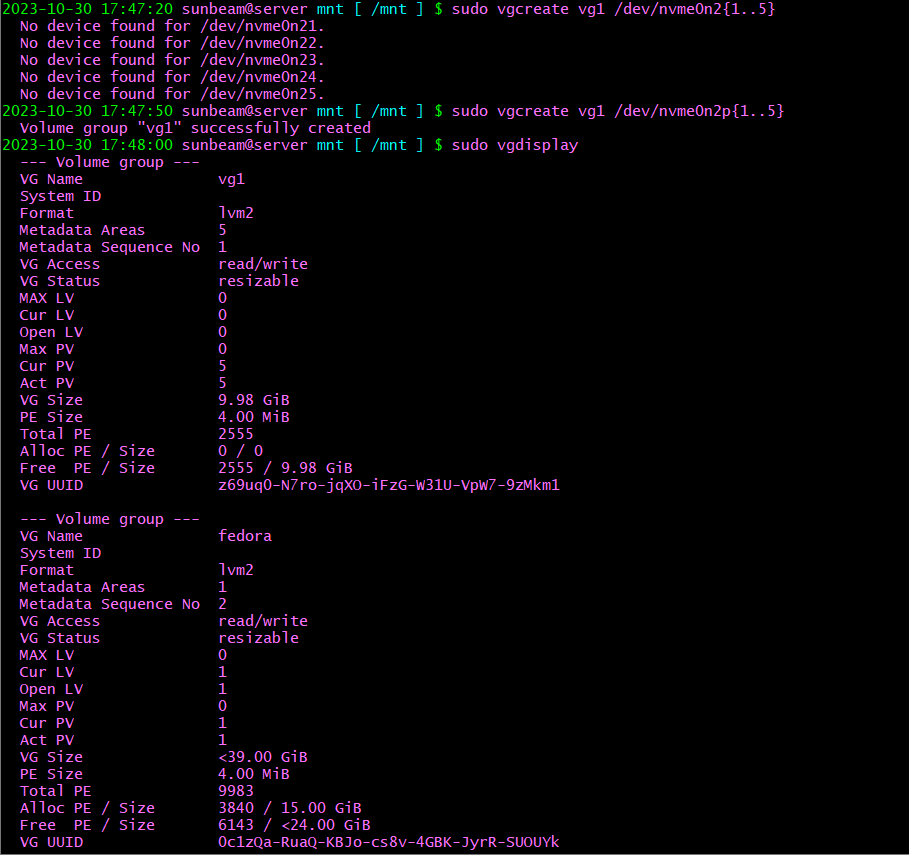 2023-10-30 17:47:20 sunbeam@server mnt [ /mnt ] $ sudo vgcreate vg1 /dev/nvme0n2{1..5}
  No device found for /dev/nvme0n21.
  No device found for /dev/nvme0n22.
  No device found for /dev/nvme0n23.
  No device found for /dev/nvme0n24.
  No device found for /dev/nvme0n25.
2023-10-30 17:47:50 sunbeam@server mnt [ /mnt ] $ sudo vgcreate vg1 /dev/nvme0n2p{1..5}
  Volume group "vg1" successfully created
2023-10-30 17:48:00 sunbeam@server mnt [ /mnt ] $ sudo vgdisplay
  --- Volume group ---
  VG Name               vg1
  System ID
  Format                lvm2
  Metadata Areas        5
  Metadata Sequence No  1
  VG Access             read/write
  VG Status             resizable
  MAX LV                0
  Cur LV                0
  Open LV               0
  Max PV                0
  Cur PV                5
  Act PV                5
  VG Size               9.98 GiB
  PE Size               4.00 MiB
  Total PE              2555
  Alloc PE / Size       0 / 0
  Free  PE / Size       2555 / 9.98 GiB
  VG UUID               z69uqO-N7ro-jqXO-iFzG-W31U-VpW7-9zMkm1

  --- Volume group ---
  VG Name               fedora
  System ID
  Format                lvm2
  Metadata Areas        1
  Metadata Sequence No  2
  VG Access             read/write
  VG Status             resizable
  MAX LV                0
  Cur LV                1
  Open LV               1
  Max PV                0
  Cur PV                1
  Act PV                1
  VG Size               <39.00 GiB
  PE Size               4.00 MiB
  Total PE              9983
  Alloc PE / Size       3840 / 15.00 GiB
  Free  PE / Size       6143 / <24.00 GiB
  VG UUID               0c1zQa-RuaQ-KBJo-cs8v-4GBK-JyrR-SUOUYk